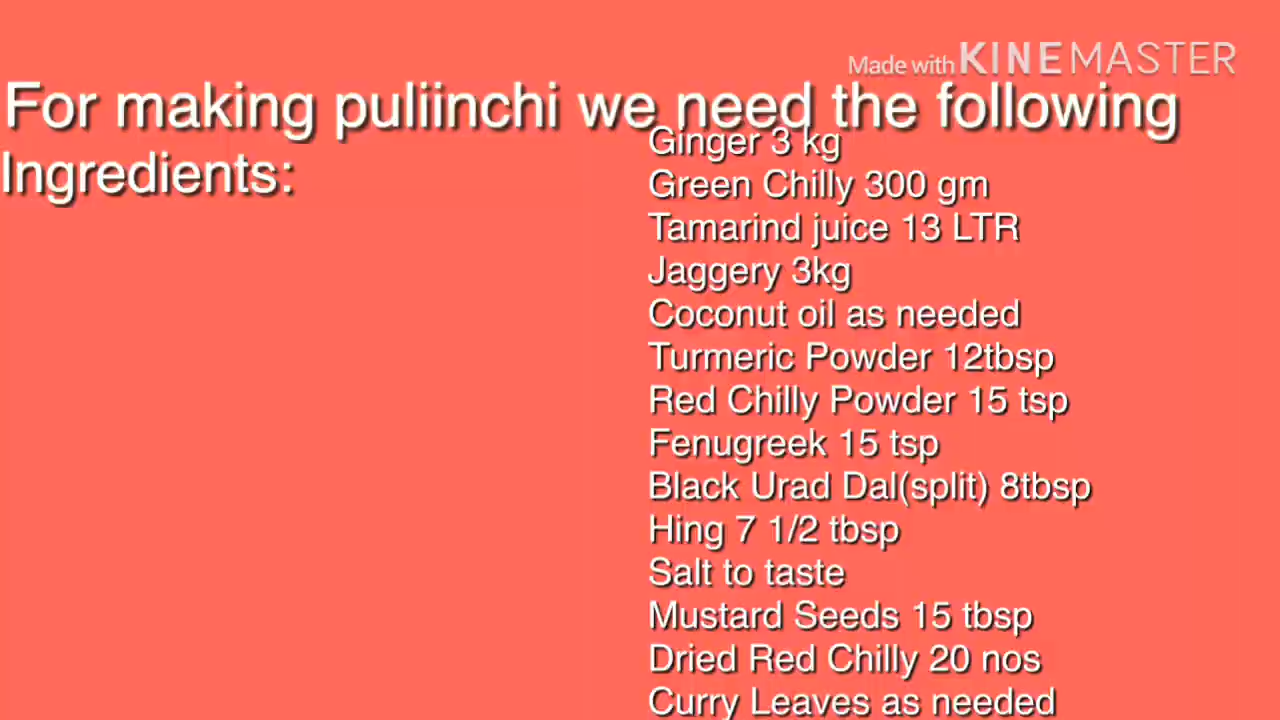 Made with KINEMASTER
For making puliinchi we need the following
Ingredients:
Ginger 3 kg
Green Chilly 300 gm
Tamarind juice 13 LTR
Jaggery 3kg
Coconut oil as needed
Turmeric Powder 12tbsp
Red Chilly Powder 15 tsp
Fenugreek 15 tsp
Black Urad Dal(split) 8tbsp
Hing 7 1/2 tbsp
Salt to taste
Mustard Seeds 15 tbsp
Dried Red Chilly 20 nos
Curry Leaves as needed